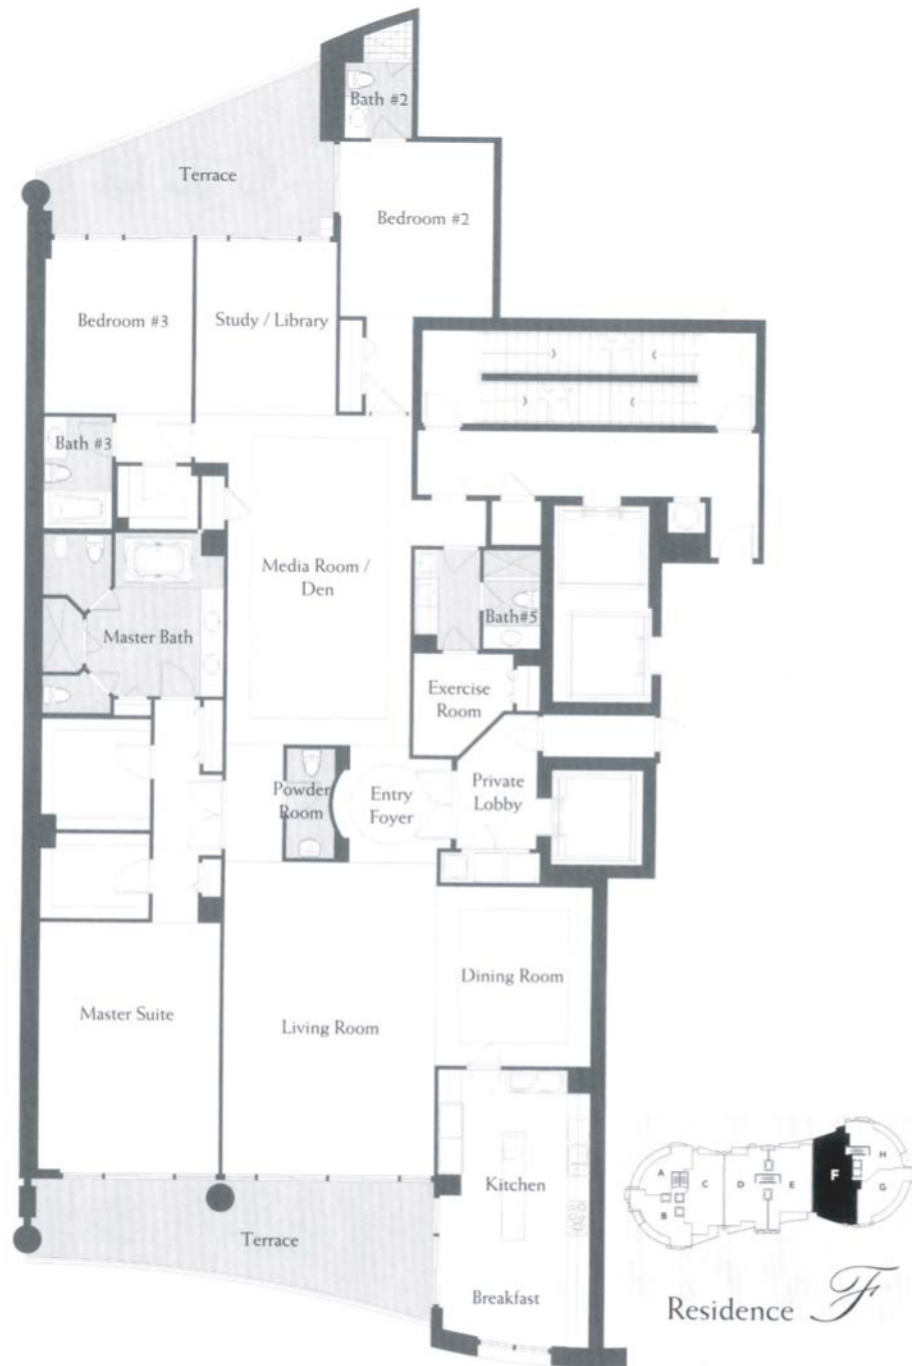 Bath #2
Terrace
Bedroom #2
Bedroom #3
Study / Library
Bath #3
Media Room /
Den
Master Bath
Bath#5
Exercise
Room
Powder
Room
Entry
Foyer
Private
Lobby
Dining Room
Master Suite
Living Room
Kitchen
Terrace
Breakfast
A
B
C
D
E
F
H
G
Residence F